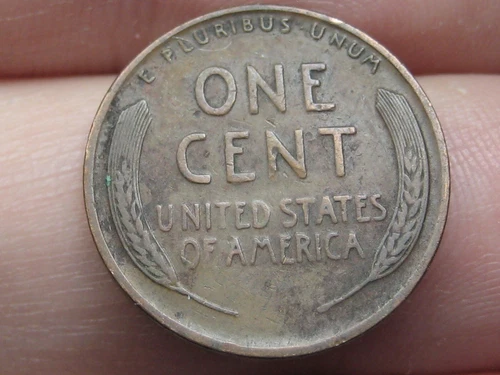 E·PLURIBUS·UNUM
ONE
CENT
UNITED STATES
OF AMERICA